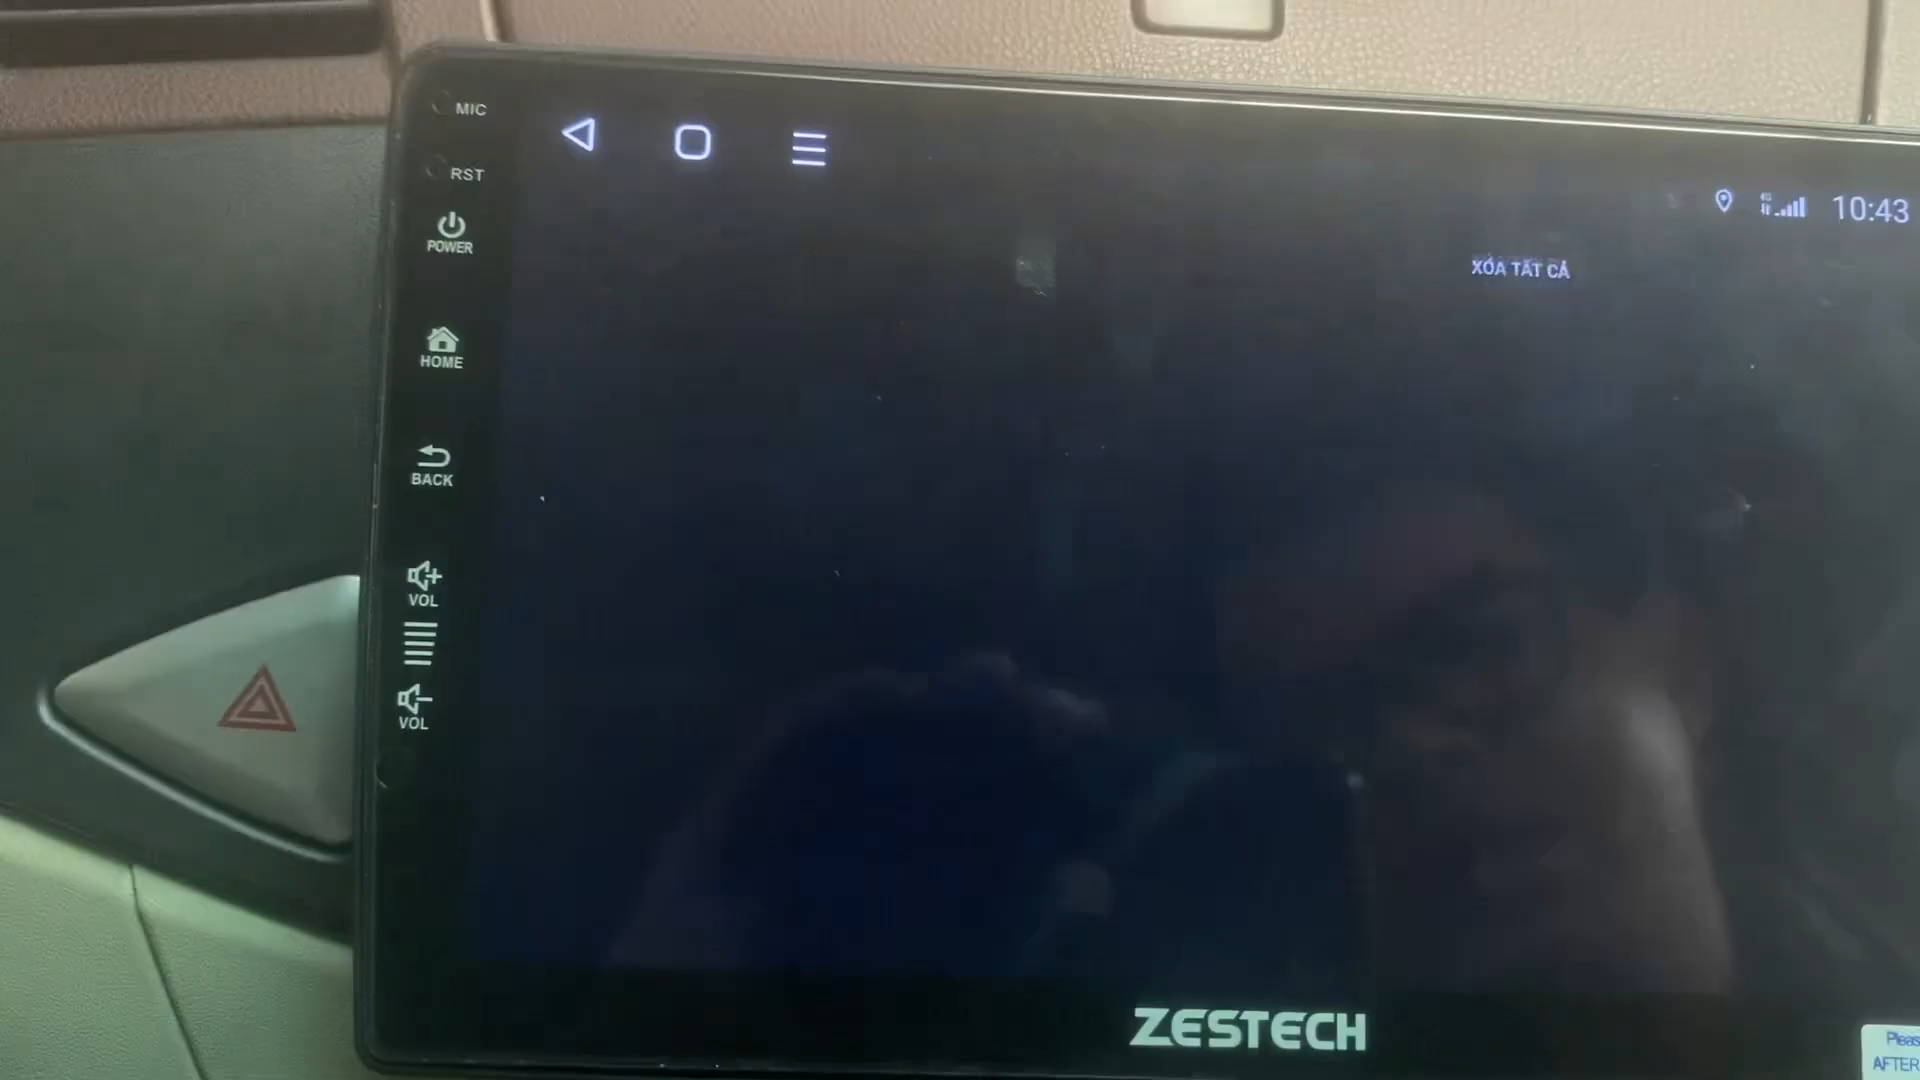 MIC
RST
POWER
HOME
BACK
VOL
VOL
10:43
XÓA TẤT CẢ
ZESTECH
AFTER